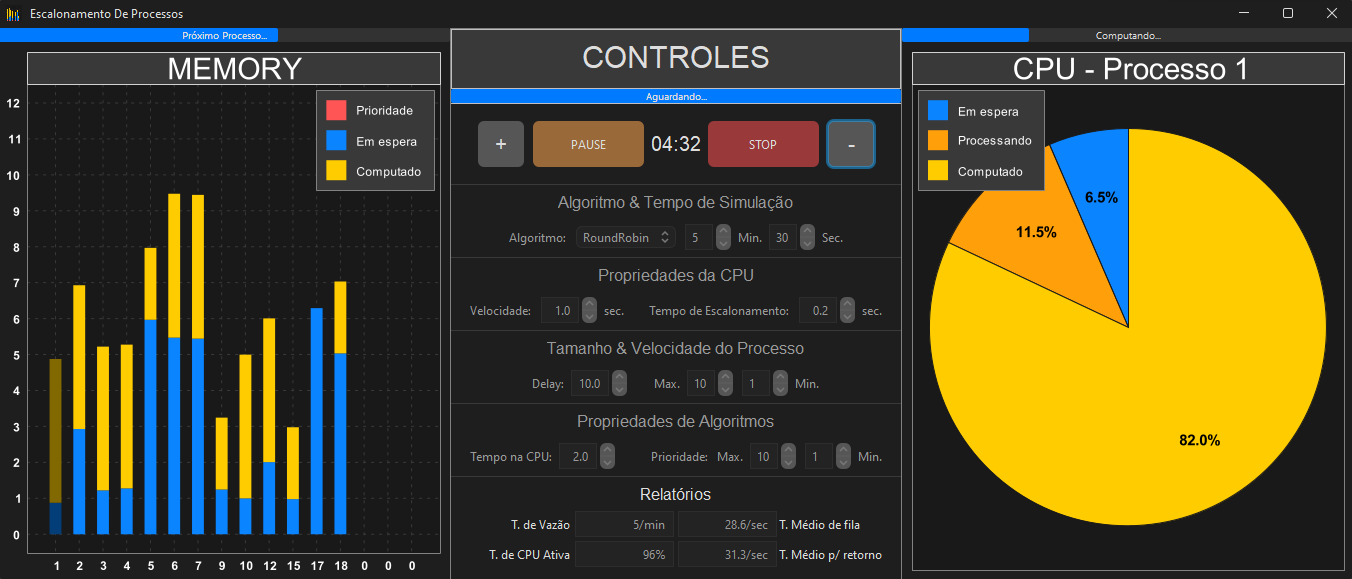 Escalonamento De Processos
Próximo Processo...
MEMORY
Prioridade
Em espera
Computado
12
11
10
9
8
7
6
5
4
3
2
1
0
1 2 3 4 5 6 7 9 10 12 15 17 18 0 0 0
CONTROLES
Aguardando...
+ PAUSE 04:32 STOP -
Algoritmo & Tempo de Simulação
Algoritmo: RoundRobin 5 Min. 30 Sec.
Propriedades da CPU
Velocidade: 1.0 sec. Tempo de Escalonamento: 0.2 sec.
Tamanho & Velocidade do Processo
Delay: 10.0 Max. 10 1 Min.
Propriedades de Algoritmos
Tempo na CPU: 2.0 Prioridade: Max. 10 1 Min.
Relatórios
T. de Vazão 5/min 28.6/sec T. Médio de fila
T. de CPU Ativa 96% 31.3/sec T. Médio p/ retorno
Computando...
CPU - Processo 1
Em espera
Processando
Computado
6.5%
11.5%
82.0%